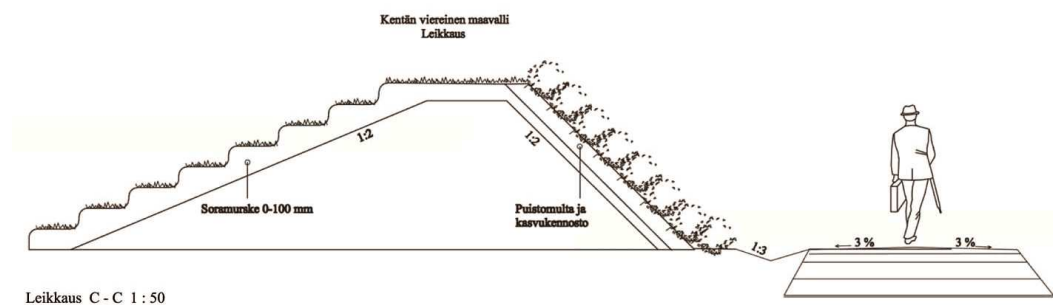 Kentän viereinen maavalli
Leikkaus
1:2
1:2
Soramurske 0-100 mm
Puistomulta ja
kasvukennosto
1:3
3 %
3 %
Leikkaus C - C 1 : 50